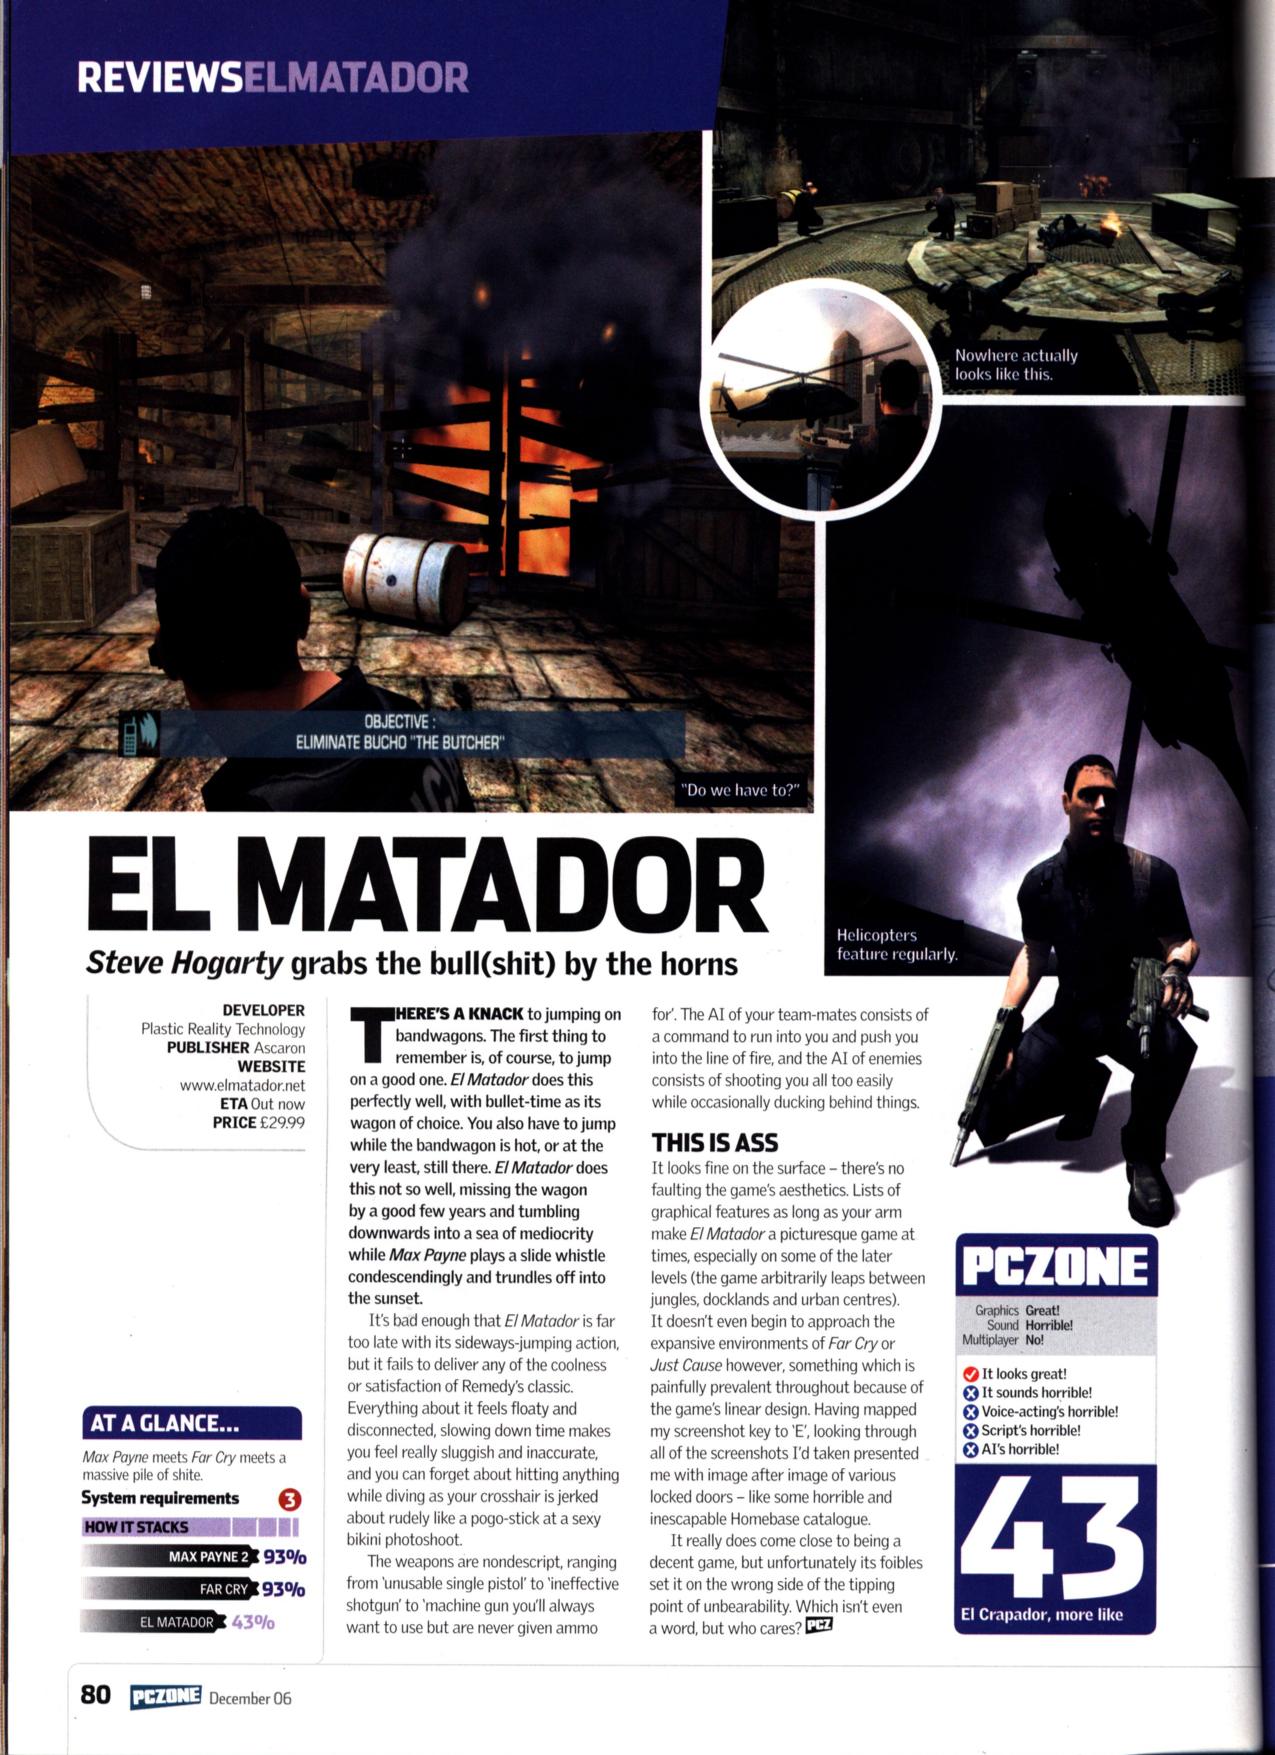 REVIEWSELMATADOR
Nowhere actually
looks like this.
OBJECTIVE :
ELIMINATE BUCHO "THE BUTCHER"
"Do we have to?"
Helicopters
feature regularly.
EL MATADOR
Steve Hogarty grabs the bull(shit) by the horns
DEVELOPER
Plastic Reality Technology
PUBLISHER Ascaron
WEBSITE
www.elmatador.net
ETA Out now
PRICE £29.99
THERE'S A KNACK to jumping on
bandwagons. The first thing to
remember is, of course, to jump
on a good one. El Matador does this
perfectly well, with bullet-time as its
wagon of choice. You also have to jump
while the bandwagon is hot, or at the
very least, still there. El Matador does
this not so well, missing the wagon
by a good few years and tumbling
downwards into a sea of mediocrity
while Max Payne plays a slide whistle
condescendingly and trundles off into
the sunset.
It's bad enough that El Matador is far
too late with its sideways-jumping action,
but it fails to deliver any of the coolness
or satisfaction of Remedy's classic.
Everything about it feels floaty and
disconnected, slowing down time makes
you feel really sluggish and inaccurate,
and you can forget about hitting anything
while diving as your crosshair is jerked
about rudely like a pogo-stick at a sexy
bikini photoshoot.
The weapons are nondescript, ranging
from 'unusable single pistol' to 'ineffective
shotgun' to 'machine gun you'll always
want to use but are never given ammo
for'. The AI of your team-mates consists of
a command to run into you and push you
into the line of fire, and the AI of enemies
consists of shooting you all too easily
while occasionally ducking behind things.
THIS IS ASS
It looks fine on the surface – there's no
faulting the game's aesthetics. Lists of
graphical features as long as your arm
make El Matador a picturesque game at
times, especially on some of the later
levels (the game arbitrarily leaps between
jungles, docklands and urban centres).
It doesn't even begin to approach the
expansive environments of Far Cry or
Just Cause however, something which is
painfully prevalent throughout because of
the game's linear design. Having mapped
my screenshot key to 'E', looking through
all of the screenshots I'd taken presented
me with image after image of various
locked doors – like some horrible and
inescapable Homebase catalogue.
It really does come close to being a
decent game, but unfortunately its foibles
set it on the wrong side of the tipping
point of unbearability. Which isn't even
a word, but who cares? PCZ
AT A GLANCE...
Max Payne meets Far Cry meets a
massive pile of shite.
System requirements 3
HOW IT STACKS
MAX PAYNE 2 93%
FAR CRY 93%
EL MATADOR 43%
PCZONE
Graphics Great!
Sound Horrible!
Multiplayer No!
It looks great!
It sounds horrible!
Voice-acting's horrible!
Script's horrible!
AI's horrible!
43
El Crapador, more like
80 PCZONE December 06